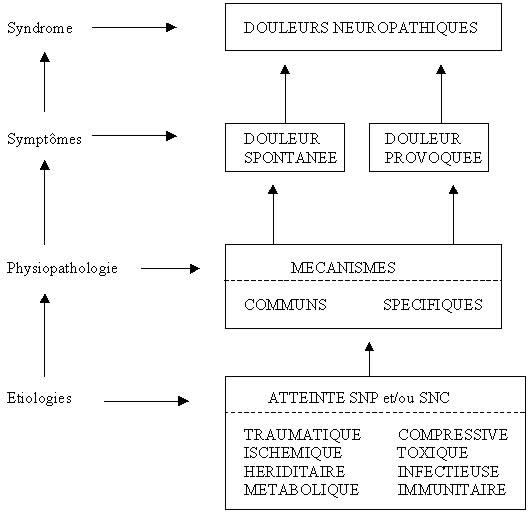 Syndrome
DOULEURS NEUROPATHIQUES
Symptômes
DOULEUR
SPONTANEE
DOULEUR
PROVOQUEE
Physiopathologie
MECANISMES
COMMUNS SPECIFIQUES
Etiologies
ATTEINTE SNP et/ou SNC
TRAUMATIQUE COMPRESSIVE
ISCHEMIQUE TOXIQUE
HERIDITAIRE INFECTIEUSE
METABOLIQUE IMMUNITAIRE